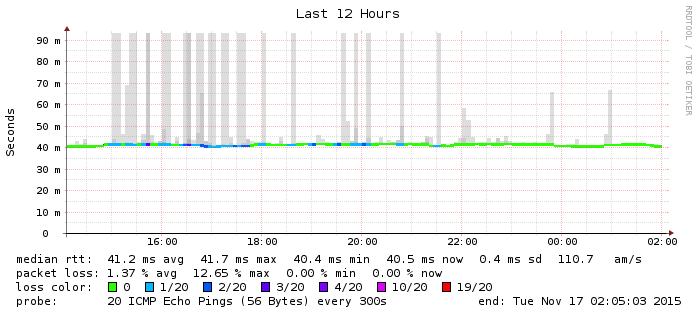 Last 12 Hours
RRDTOOL / TOBI OETIKER
Seconds
90 m
80 m
70 m
60 m
50 m
40 m
30 m
20 m
10 m
0
16:00 18:00 20:00 22:00 00:00 02:00
median rtt: 41.2 ms avg 41.7 ms max 40.4 ms min 40.5 ms now 0.4 ms sd 110.7 am/s
packet loss: 1.37 % avg 12.65 % max 0.00 % min 0.00 % now
loss color: 0 1/20 2/20 3/20 4/20 10/20 19/20
probe: 20 ICMP Echo Pings (56 Bytes) every 300s end: Tue Nov 17 02:05:03 2015